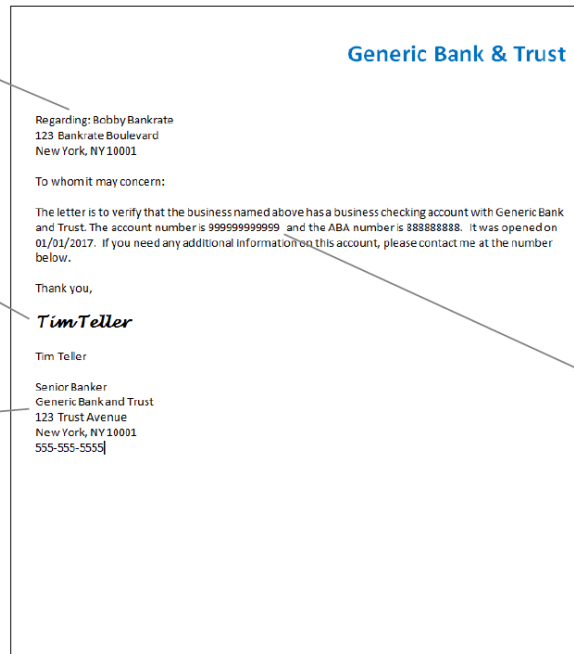 Generic Bank & Trust
Regarding: Bobby Bankrate
123 Bankrate Boulevard
New York, NY 10001
To whom it may concern:
The letter is to verify that the business named above has a business checking account with Generic Bank
and Trust. The account number is 999999999999 and the ABA number is 888888888. It was opened on
01/01/2017. If you need any additional information on this account, please contact me at the number
below.
Thank you,
Tim Teller
Tim Teller
Senior Banker
Generic Bank and Trust
123 Trust Avenue
New York, NY 10001
555-555-5555